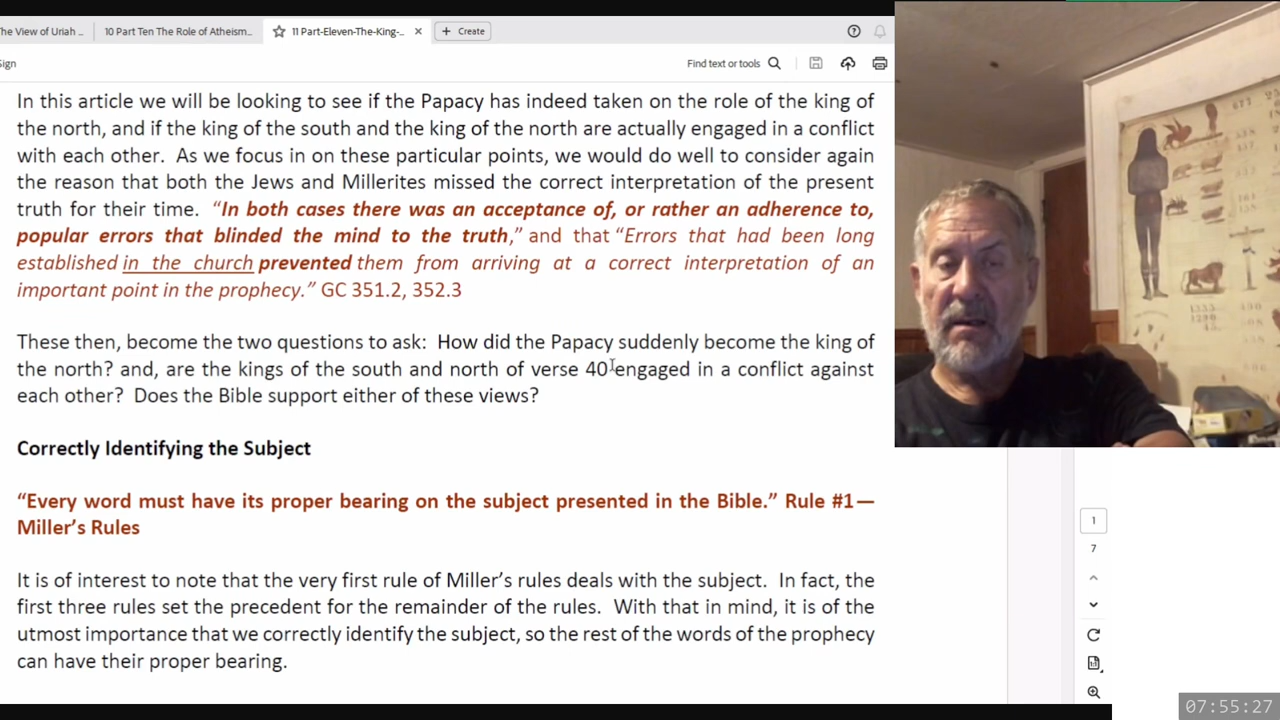 The View of Uriah ...
10 Part Ten The Role of Atheism...
11 Part-Eleven-The-King-...
Create
Sign
Find text or tools
In this article we will be looking to see if the Papacy has indeed taken on the role of the king of
the north, and if the king of the south and the king of the north are actually engaged in a conflict
with each other. As we focus in on these particular points, we would do well to consider again
the reason that both the Jews and Millerites missed the correct interpretation of the present
truth for their time. “In both cases there was an acceptance of, or rather an adherence to,
popular errors that blinded the mind to the truth,” and that “Errors that had been long
established in the church prevented them from arriving at a correct interpretation of an
important point in the prophecy.” GC 351.2, 352.3
These then, become the two questions to ask: How did the Papacy suddenly become the king of
the north? and, are the kings of the south and north of verse 40 engaged in a conflict against
each other? Does the Bible support either of these views?
Correctly Identifying the Subject
“Every word must have its proper bearing on the subject presented in the Bible.” Rule #1—
Miller’s Rules
It is of interest to note that the very first rule of Miller’s rules deals with the subject. In fact, the
first three rules set the precedent for the remainder of the rules. With that in mind, it is of the
utmost importance that we correctly identify the subject, so the rest of the words of the prophecy
can have their proper bearing.
677
1
7
07:55:27